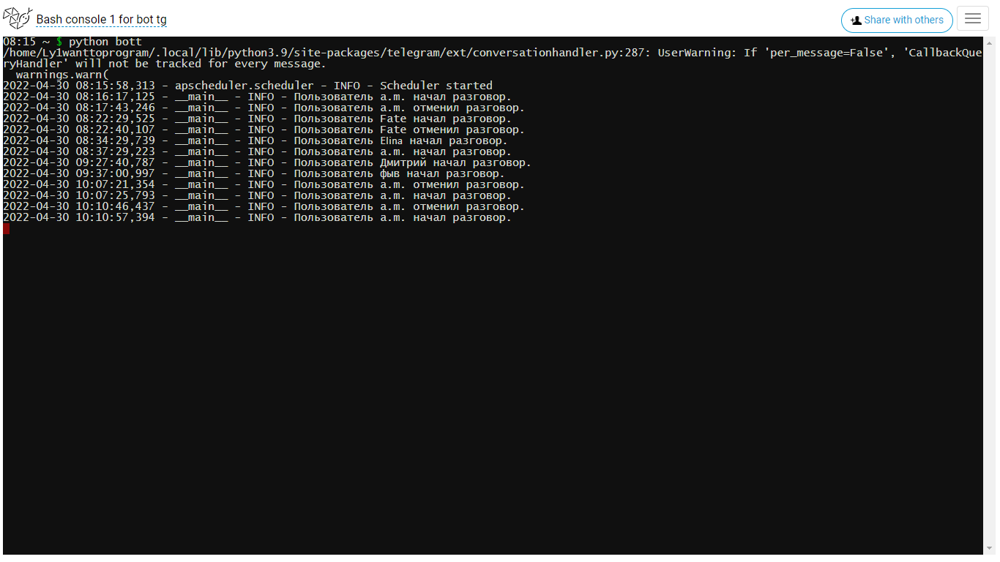 Bash console 1 for bot tg
Share with others
08:15 ~ $ python bott
/home/Ly1wanttoprogram/.local/lib/python3.9/site-packages/telegram/ext/conversationhandler.py:287: UserWarning: If 'per_message=False', 'CallbackQue
ryHandler' will not be tracked for every message.
  warnings.warn(
2022-04-30 08:15:58,313 - apscheduler.scheduler - INFO - Scheduler started
2022-04-30 08:16:17,125 - __main__ - INFO - Пользователь a.m. начал разговор.
2022-04-30 08:17:43,246 - __main__ - INFO - Пользователь a.m. отменил разговор.
2022-04-30 08:22:29,525 - __main__ - INFO - Пользователь Fate начал разговор.
2022-04-30 08:22:40,107 - __main__ - INFO - Пользователь Fate отменил разговор.
2022-04-30 08:34:29,739 - __main__ - INFO - Пользователь Elina начал разговор.
2022-04-30 08:37:29,223 - __main__ - INFO - Пользователь a.m. начал разговор.
2022-04-30 09:27:40,787 - __main__ - INFO - Пользователь Дмитрий начал разговор.
2022-04-30 09:37:00,997 - __main__ - INFO - Пользователь фыв начал разговор.
2022-04-30 10:07:21,354 - __main__ - INFO - Пользователь a.m. отменил разговор.
2022-04-30 10:07:25,793 - __main__ - INFO - Пользователь a.m. начал разговор.
2022-04-30 10:10:46,437 - __main__ - INFO - Пользователь a.m. отменил разговор.
2022-04-30 10:10:57,394 - __main__ - INFO - Пользователь a.m. начал разговор.